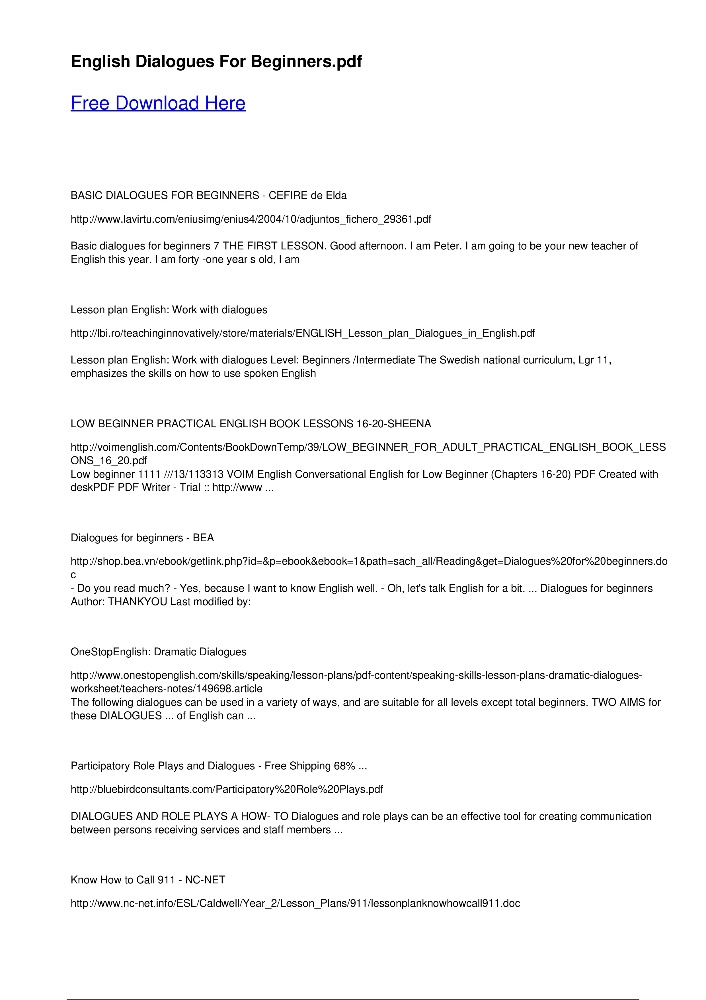 English Dialogues For Beginners.pdf
Free Download Here
BASIC DIALOGUES FOR BEGINNERS - CEFIRE de Elda
http://www.lavirtu.com/eniusimg/enius4/2004/10/adjuntos_fichero_29361.pdf
Basic dialogues for beginners 7 THE FIRST LESSON. Good afternoon. I am Peter. I am going to be your new teacher of
English this year. I am forty -one year s old, I am
Lesson plan English: Work with dialogues
http://lbi.ro/teachinginnovatively/store/materials/ENGLISH_Lesson_plan_Dialogues_in_English.pdf
Lesson plan English: Work with dialogues Level: Beginners /Intermediate The Swedish national curriculum, Lgr 11,
emphasizes the skills on how to use spoken English
LOW BEGINNER PRACTICAL ENGLISH BOOK LESSONS 16-20-SHEENA
http://voimenglish.com/Contents/BookDownTemp/39/LOW_BEGINNER_FOR_ADULT_PRACTICAL_ENGLISH_BOOK_LESS
ONS_16_20.pdf
Low beginner 1111 ///13/113313 VOIM English Conversational English for Low Beginner (Chapters 16-20) PDF Created with
deskPDF PDF Writer - Trial :: http://www ...
Dialogues for beginners - BEA
http://shop.bea.vn/ebook/getlink.php?id=&p=ebook&ebook=1&path=sach_all/Reading&get=Dialogues%20for%20beginners.do
c
- Do you read much? - Yes, because I want to know English well. - Oh, let's talk English for a bit. ... Dialogues for beginners
Author: THANKYOU Last modified by:
OneStopEnglish: Dramatic Dialogues
http://www.onestopenglish.com/skills/speaking/lesson-plans/pdf-content/speaking-skills-lesson-plans-dramatic-dialogues-
worksheet/teachers-notes/149698.article
The following dialogues can be used in a variety of ways, and are suitable for all levels except total beginners. TWO AIMS for
these DIALOGUES ... of English can ...
Participatory Role Plays and Dialogues - Free Shipping 68% ...
http://bluebirdconsultants.com/Participatory%20Role%20Plays.pdf
DIALOGUES AND ROLE PLAYS A HOW- TO Dialogues and role plays can be an effective tool for creating communication
between persons receiving services and staff members ...
Know How to Call 911 - NC-NET
http://www.nc-net.info/ESL/Caldwell/Year_2/Lesson_Plans/911/lessonplanknowhowcall911.doc